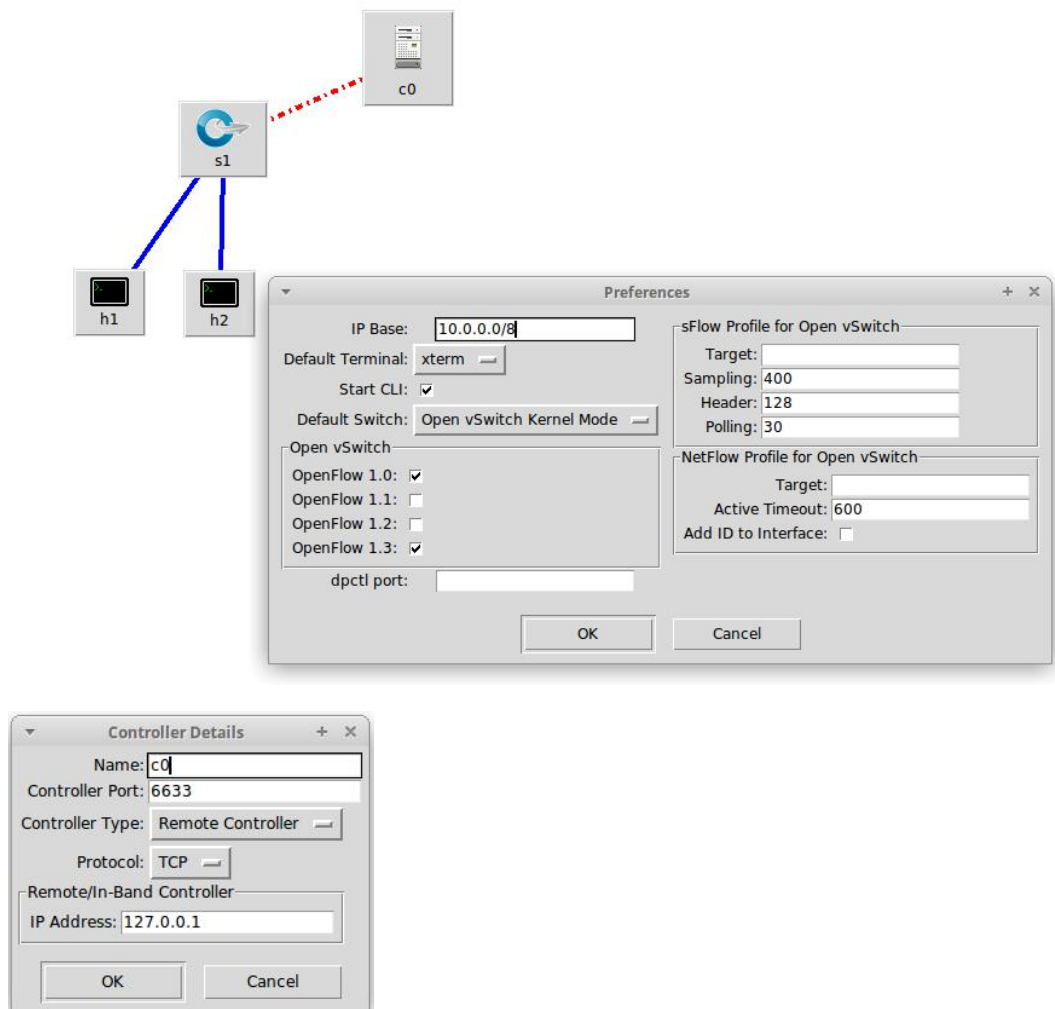 c0
s1
h1
h2
Preferences
IP Base: 10.0.0.0/8
Default Terminal: xterm
Start CLI:
Default Switch: Open vSwitch Kernel Mode
Open vSwitch
OpenFlow 1.0:
OpenFlow 1.1:
OpenFlow 1.2:
OpenFlow 1.3:
dpctl port:
sFlow Profile for Open vSwitch
Target:
Sampling: 400
Header: 128
Polling: 30
NetFlow Profile for Open vSwitch
Target:
Active Timeout: 600
Add ID to Interface:
OK
Cancel
Controller Details
Name: c0
Controller Port: 6633
Controller Type: Remote Controller
Protocol: TCP
Remote/In-Band Controller
IP Address: 127.0.0.1
OK
Cancel